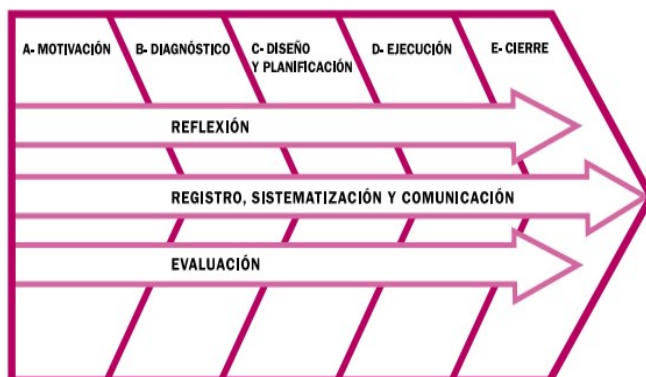 A- MOTIVACIÓN
B- DIAGNÓSTICO
C- DISEÑO
Y PLANIFICACIÓN
D- EJECUCIÓN
E- CIERRE
REFLEXIÓN
REGISTRO, SISTEMATIZACIÓN Y COMUNICACIÓN
EVALUACIÓN